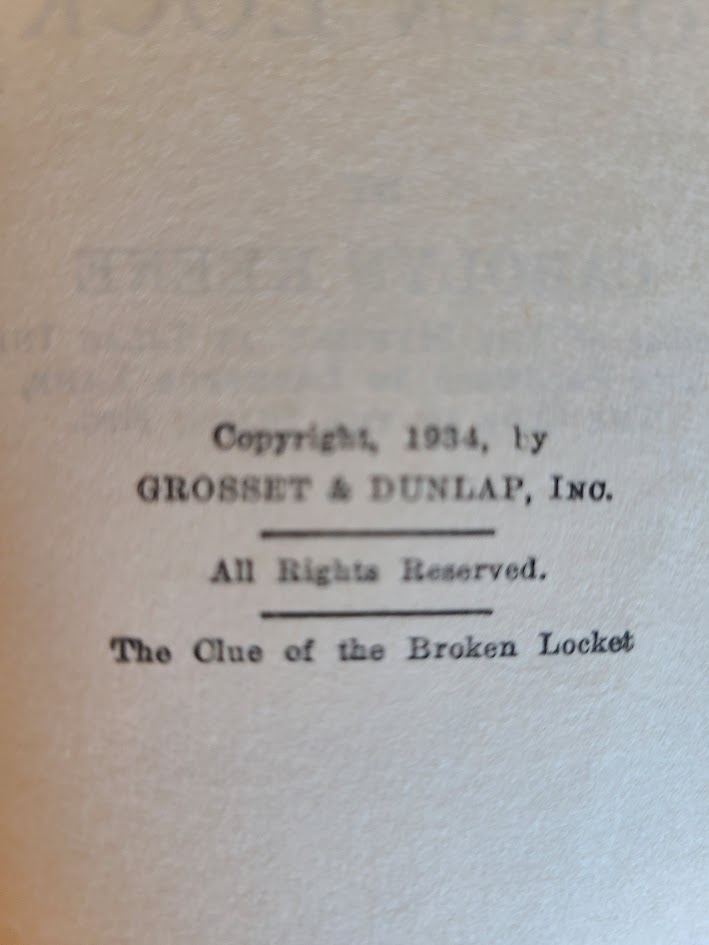 Copyright, 1934, by
GROSSET & DUNLAP, INC.
All Rights Reserved.
The Clue of the Broken Locket